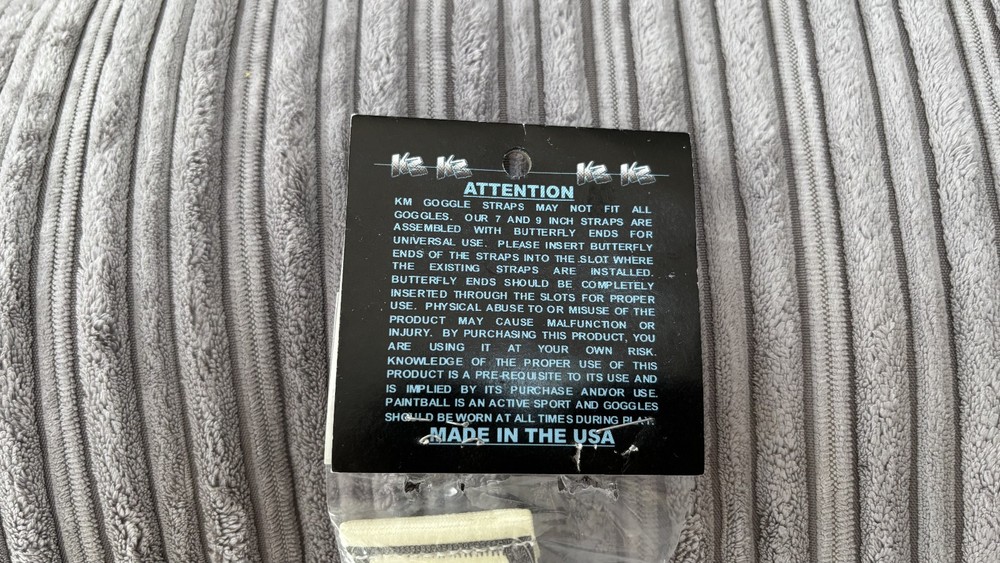 ATTENTION
KM GOGGLE STRAPS MAY NOT FIT ALL
GOGGLES. OUR 7 AND 9 INCH STRAPS ARE
ASSEMBLED WITH BUTTERFLY ENDS FOR
UNIVERSAL USE. PLEASE INSERT BUTTERFLY
ENDS OF THE STRAPS INTO THE SLOT WHERE
THE EXISTING STRAPS ARE INSTALLED.
BUTTERFLY ENDS SHOULD BE COMPLETELY
INSERTED THROUGH THE SLOTS FOR PROPER
USE. PHYSICAL ABUSE TO OR MISUSE OF THE
PRODUCT MAY CAUSE MALFUNCTION OR
INJURY. BY PURCHASING THIS PRODUCT, YOU
ARE USING IT AT YOUR OWN RISK.
KNOWLEDGE OF THE PROPER USE OF THIS
PRODUCT IS A PRE-REQUISITE TO ITS USE AND
IS IMPLIED BY ITS PURCHASE AND/OR USE.
PAINTBALL IS AN ACTIVE SPORT AND GOGGLES
SHOULD BE WORN AT ALL TIMES DURING PLAY.
MADE IN THE USA